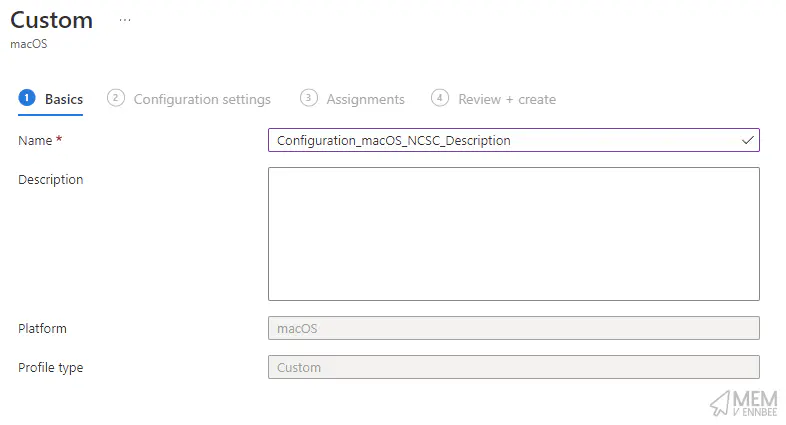 Custom ...
macOS
1 Basics 2 Configuration settings 3 Assignments 4 Review + create
Name * Configuration_macOS_NCSC_Description
Description
Platform macOS
Profile type Custom
MEM
V ENNBEE